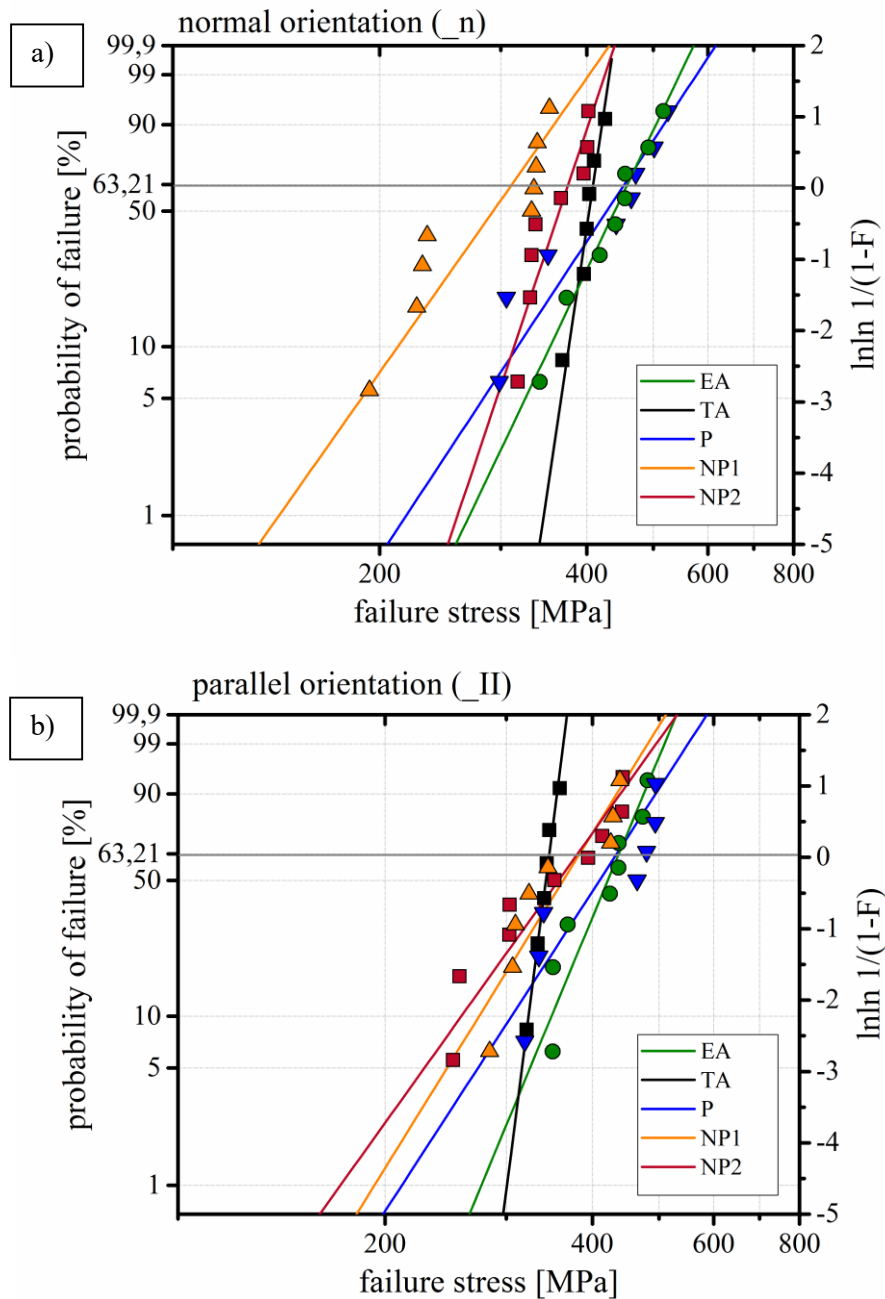 a)
normal orientation (_n)
99,9
99
90
63,21
50
10
5
1
probability of failure [%]
2
1
0
-1
-2
-3
-4
-5
lnln 1/(1-F)
EA
TA
P
NP1
NP2
200
400
600
800
failure stress [MPa]
b)
parallel orientation (_II)
99,9
99
90
63,21
50
10
5
1
probability of failure [%]
2
1
0
-1
-2
-3
-4
-5
lnln 1/(1-F)
EA
TA
P
NP1
NP2
200
400
600
800
failure stress [MPa]